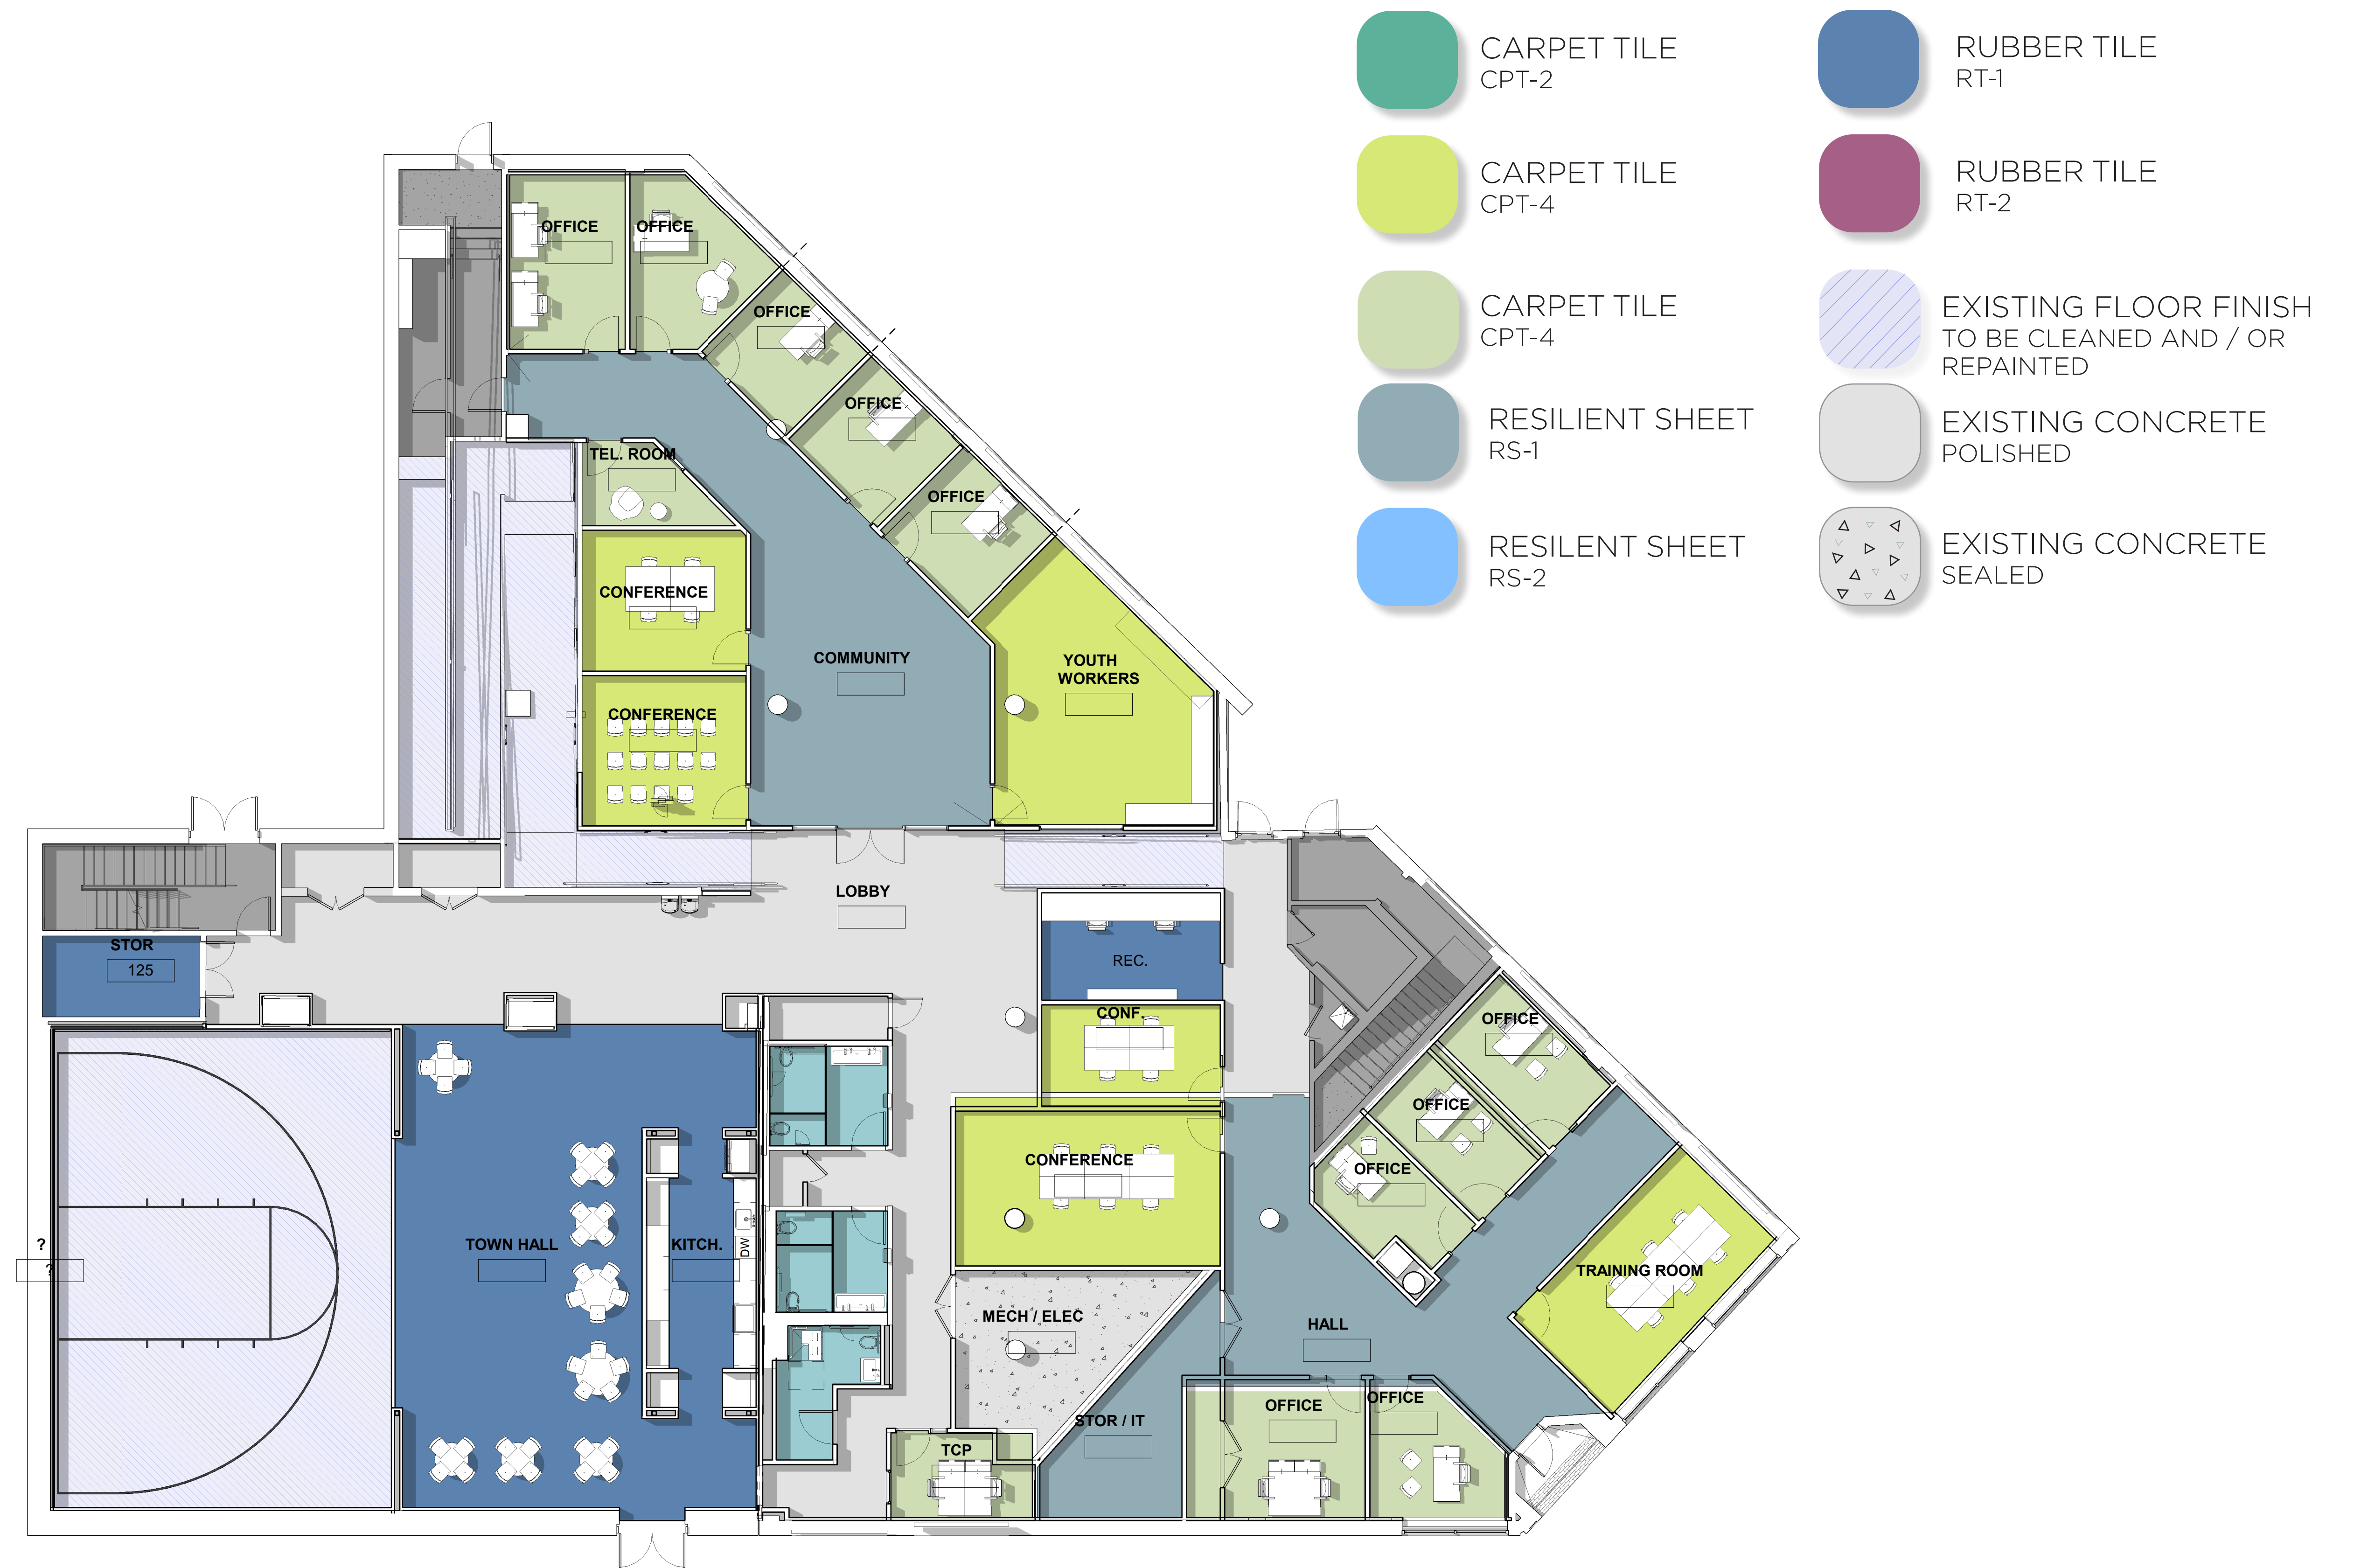 CARPET TILE
CPT-2
RUBBER TILE
RT-1
CARPET TILE
CPT-4
RUBBER TILE
RT-2
CARPET TILE
CPT-4
EXISTING FLOOR FINISH
TO BE CLEANED AND / OR
REPAINTED
RESILIENT SHEET
RS-1
EXISTING CONCRETE
POLISHED
RESILENT SHEET
RS-2
EXISTING CONCRETE
SEALED
OFFICE
OFFICE
OFFICE
OFFICE
TEL. ROOM
OFFICE
CONFERENCE
COMMUNITY
YOUTH
WORKERS
CONFERENCE
LOBBY
STOR
125
REC.
CONF.
OFFICE
OFFICE
CONFERENCE
OFFICE
?
?
TOWN HALL
KITCH.
DW
TRAINING ROOM
MECH / ELEC
HALL
OFFICE
OFFICE
STOR / IT
TCP